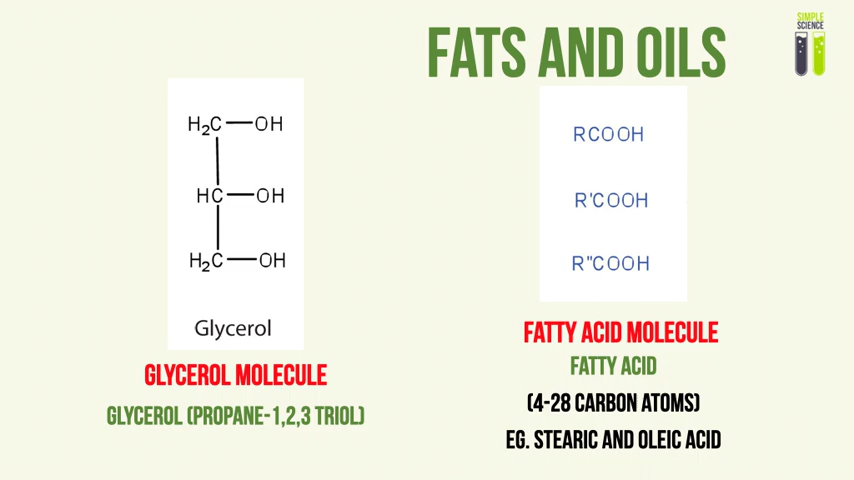 FATS AND OILS
SIMPLE
SCIENCE
H₂C—OH
HC—OH
H₂C—OH
Glycerol
GLYCEROL MOLECULE
GLYCEROL (PROPANE-1,2,3 TRIOL)
RCOOH
R'COOH
R"COOH
FATTY ACID MOLECULE
FATTY ACID
(4-28 CARBON ATOMS)
EG. STEARIC AND OLEIC ACID